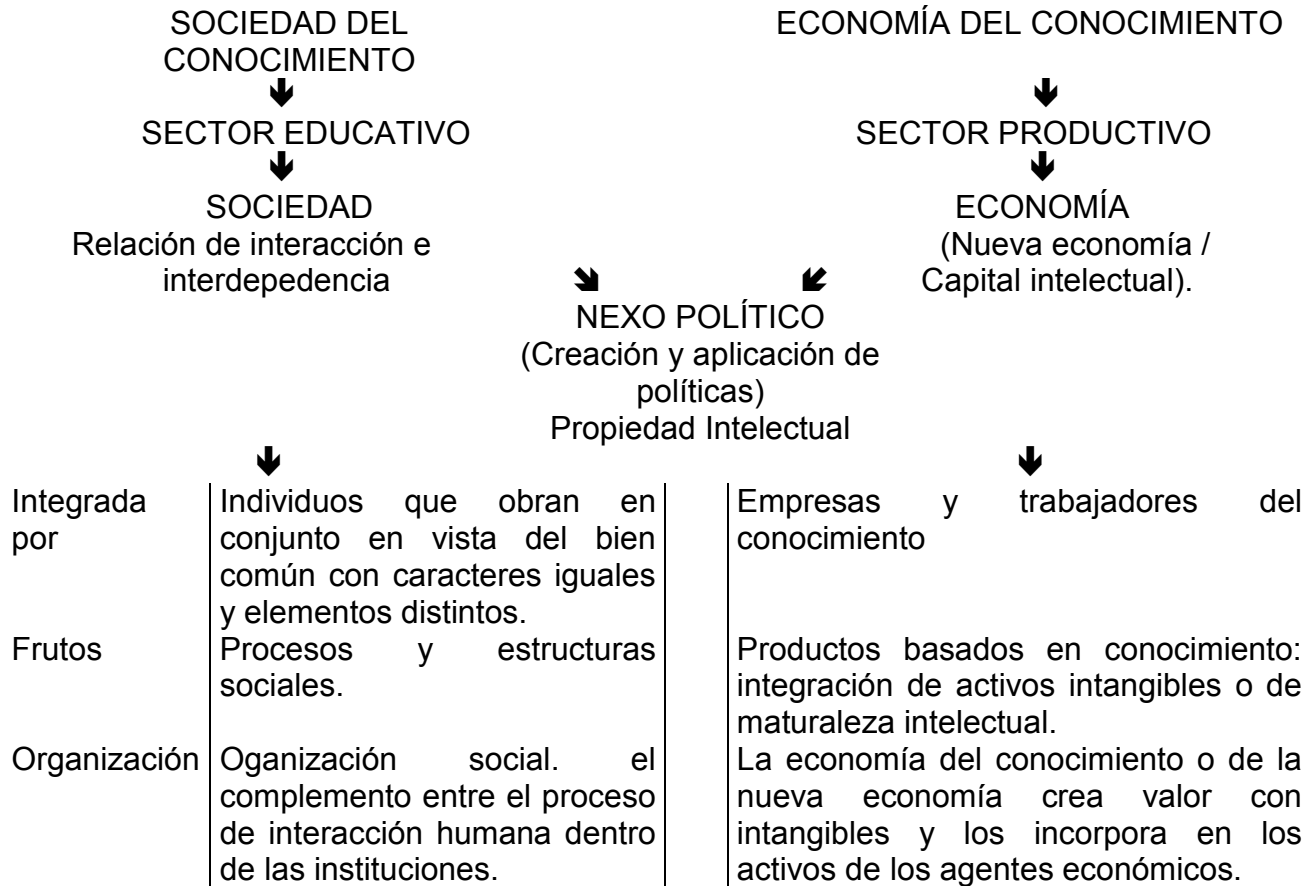 SOCIEDAD DEL
CONOCIMIENTO
SECTOR EDUCATIVO
SOCIEDAD
Relación de interacción e
interdepedencia
ECONOMÍA DEL CONOCIMIENTO
SECTOR PRODUCTIVO
ECONOMÍA
(Nueva economía /
Capital intelectual).
NEXO POLÍTICO
(Creación y aplicación de
políticas)
Propiedad Intelectual
Integrada
por
Individuos que obran en
conjunto en vista del bien
común con caracteres iguales
y elementos distintos.
Empresas y trabajadores del
conocimiento
Frutos
Procesos y estructuras
sociales.
Productos basados en conocimiento:
integración de activos intangibles o de
maturaleza intelectual.
Organización
Oganización social. el
complemento entre el proceso
de interacción humana dentro
de las instituciones.
La economía del conocimiento o de la
nueva economía crea valor con
intangibles y los incorpora en los
activos de los agentes económicos.